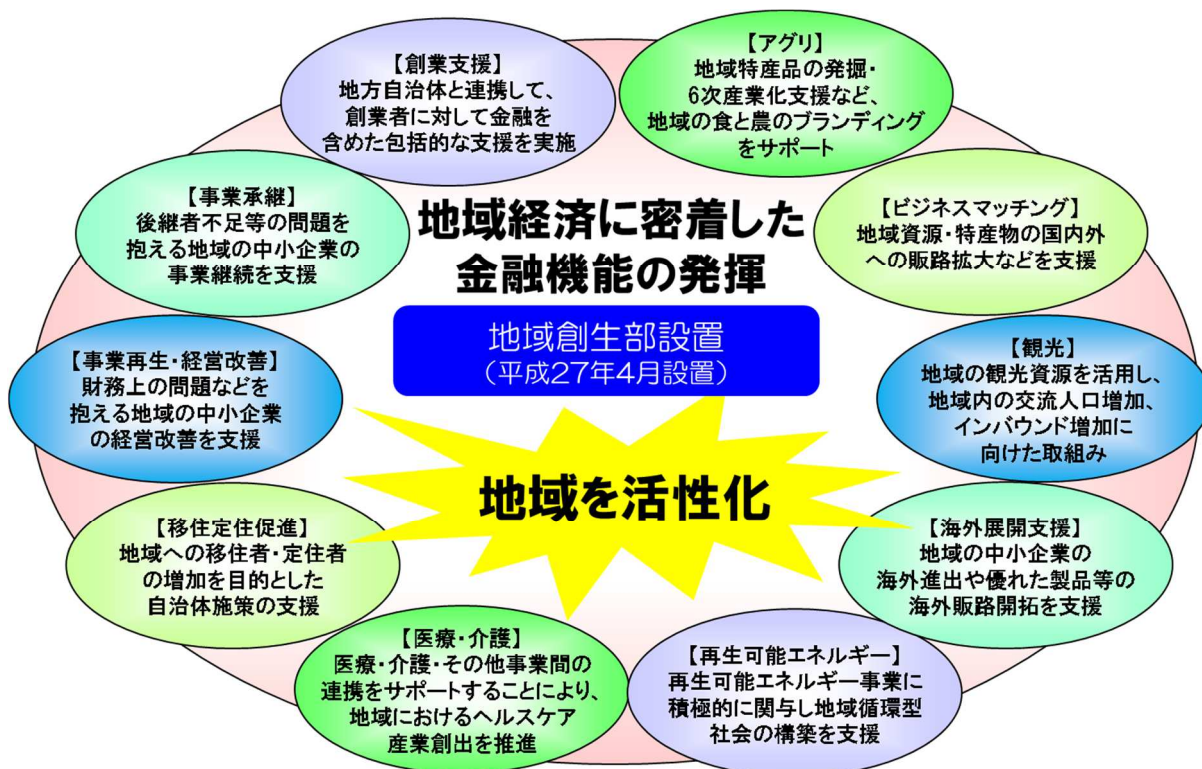 【創業支援】
地方自治体と連携して、
創業者に対して金融を
含めた包括的な支援を実施
【アグリ】
地域特産品の発掘・
6次産業化支援など、
地域の食と農のブランディング
をサポート
【事業承継】
後継者不足等の問題を
抱える地域の中小企業の
事業継続を支援
地域経済に密着した
金融機能の発揮
【ビジネスマッチング】
地域資源・特産物の国内外
への販路拡大などを支援
地域創生部設置
（平成27年4月設置）
【事業再生・経営改善】
財務上の問題などを
抱える地域の中小企業
の経営改善を支援
【観光】
地域の観光資源を活用し、
地域内の交流人口増加、
インバウンド増加に
向けた取組み
地域を活性化
【移住定住促進】
地域への移住者・定住者
の増加を目的とした
自治体施策の支援
【海外展開支援】
地域の中小企業の
海外進出や優れた製品等の
海外販路開拓を支援
【医療・介護】
医療・介護・その他事業間の
連携をサポートすることにより、
地域におけるヘルスケア
産業創出を推進
【再生可能エネルギー】
再生可能エネルギー事業に
積極的に関与し地域循環型
社会の構築を支援